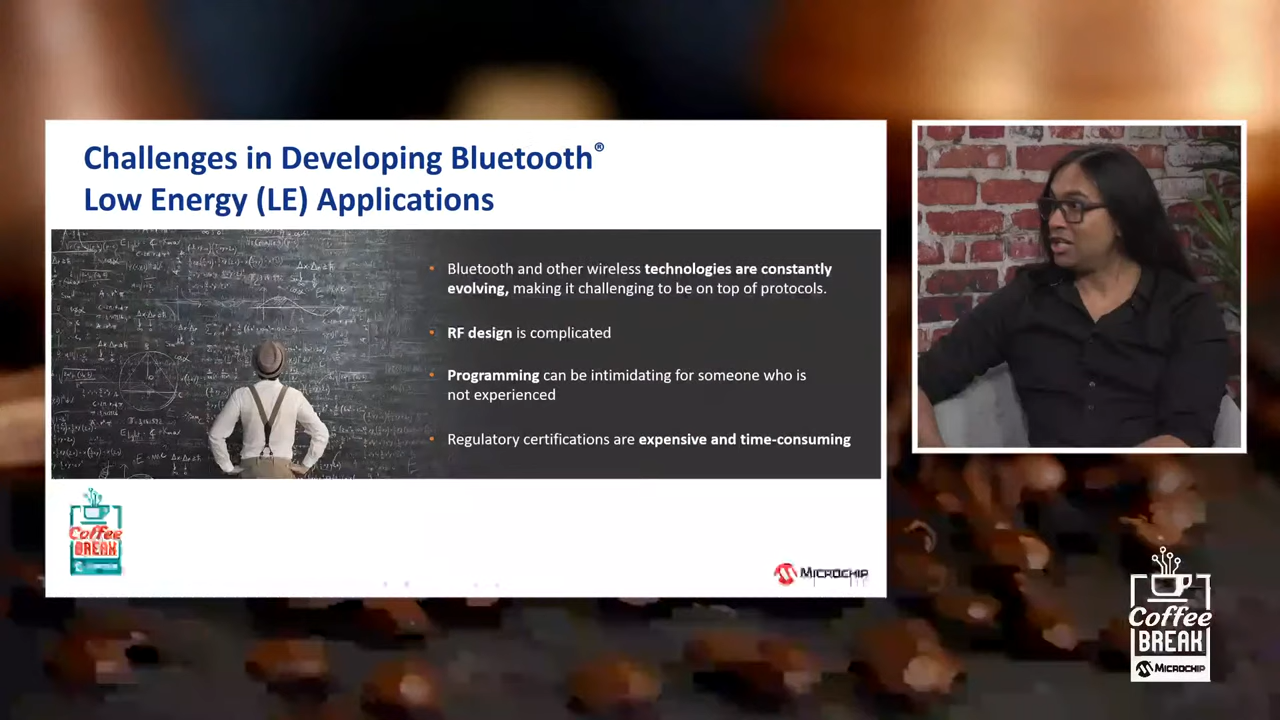 Challenges in Developing Bluetooth®
Low Energy (LE) Applications
• Bluetooth and other wireless technologies are constantly
evolving, making it challenging to be on top of protocols.
• RF design is complicated
• Programming can be intimidating for someone who is
not experienced
• Regulatory certifications are expensive and time-consuming
Coffee
BREAK
MICROCHIP
Coffee
BREAK
MICROCHIP